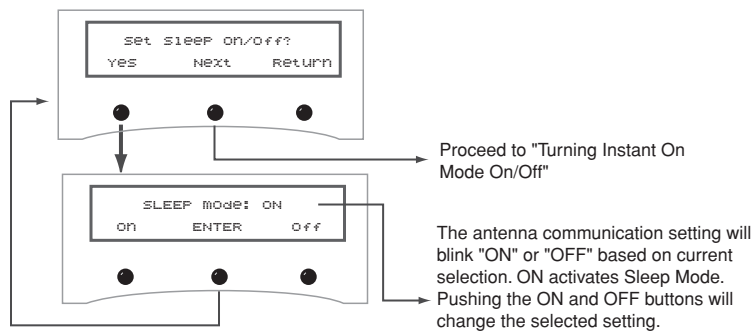 Set Sleep On/Off?
Yes Next Return
Proceed to "Turning Instant On
Mode On/Off"
SLEEP Mode: ON
On ENTER Off
The antenna communication setting will
blink "ON" or "OFF" based on current
selection. ON activates Sleep Mode.
Pushing the ON and OFF buttons will
change the selected setting.